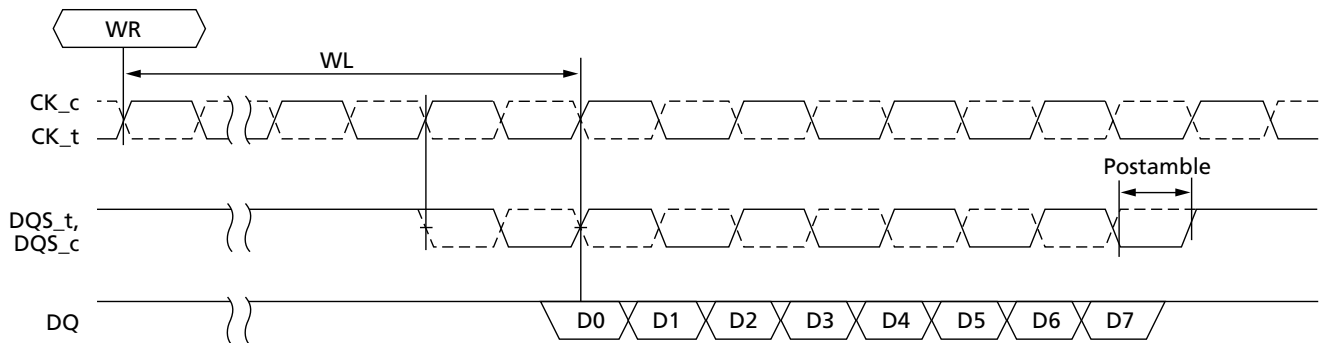 WR
WL
CK_c
CK_t
Postamble
DQS_t,
DQS_c
DQ
D0 D1 D2 D3 D4 D5 D6 D7